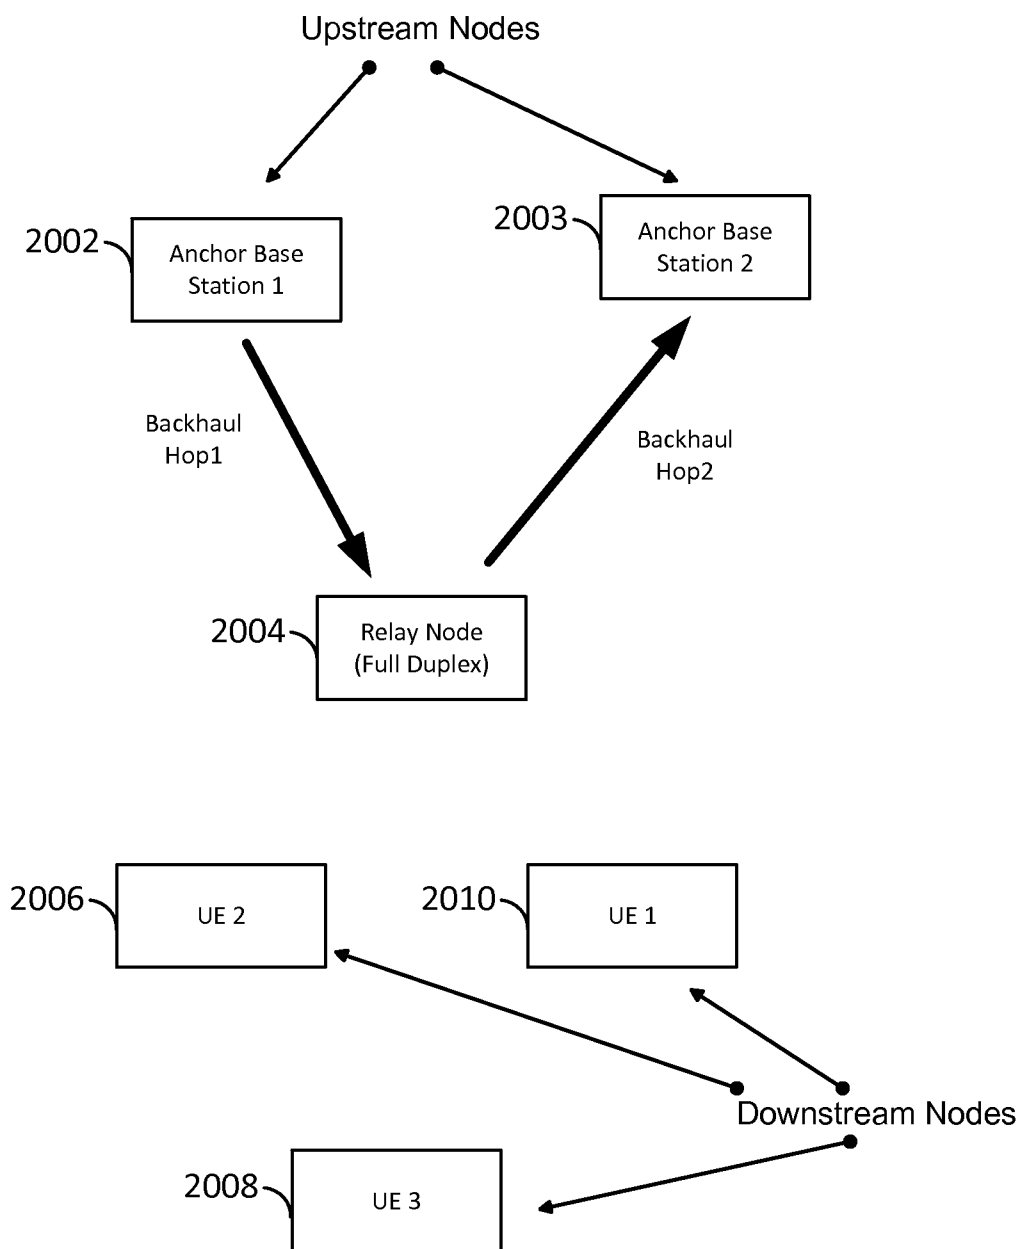 Upstream Nodes
2002
Anchor Base
Station 1
2003
Anchor Base
Station 2
Backhaul
Hop1
Backhaul
Hop2
2004
Relay Node
(Full Duplex)
2006
UE 2
2010
UE 1
Downstream Nodes
2008
UE 3